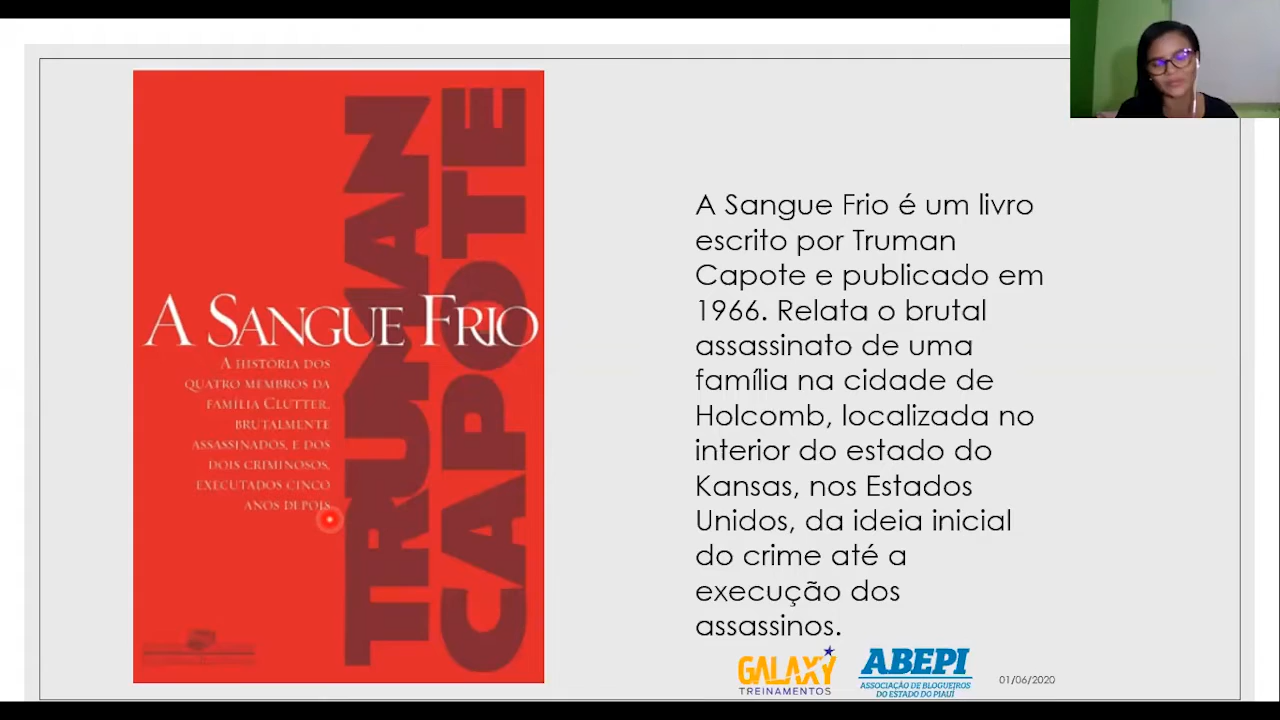 TRUMAN
CAPOTE
A SANGUE FRIO
A HISTÓRIA DOS
QUATRO MEMBROS DA
FAMÍLIA CLUTTER,
BRUTALMENTE
ASSASSINADOS, E DOS
DOIS CRIMINOSOS,
EXECUTADOS CINCO
ANOS DEPOIS
A Sangue Frio é um livro
escrito por Truman
Capote e publicado em
1966. Relata o brutal
assassinato de uma
família na cidade de
Holcomb, localizada no
interior do estado do
Kansas, nos Estados
Unidos, da ideia inicial
do crime até a
execução dos
assassinos.
GALAXY
TREINAMENTOS
ABEPI
ASSOCIAÇÃO DE BLOGUEIROS
DO ESTADO DO PIAUÍ
01/06/2020